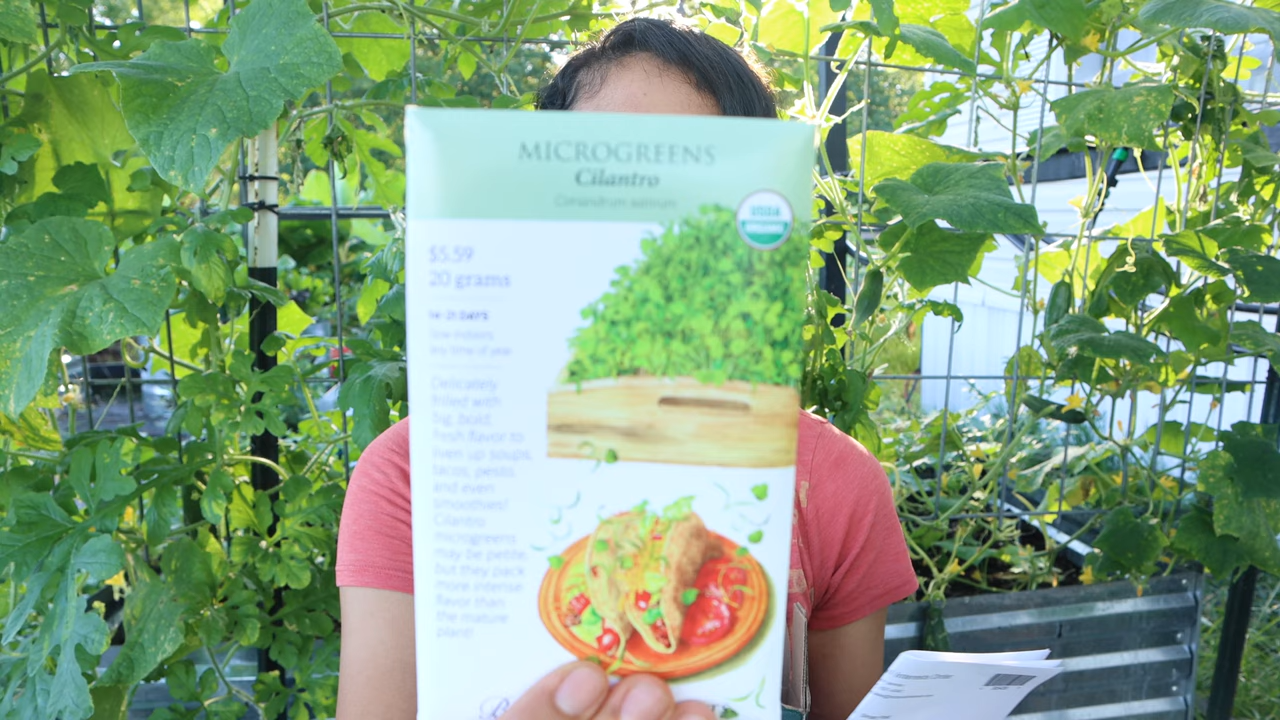 MICROGREENS
Cilantro
Coriandrum sativum
USDA
ORGANIC
$5.59
20 grams
14-21 DAYS
Sow indoors,
any time of year.
Delicately
frilled with
big, bold,
fresh flavor to
liven up soups,
tacos, pesto,
and even
smoothies!
Cilantro
microgreens
may be petite,
but they pack
more intense
flavor than
the mature
plant!